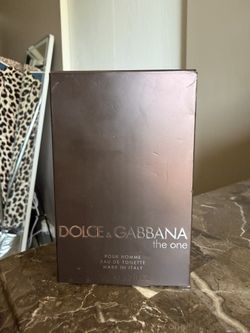 DOLCE & GABBANA
the one
POUR HOMME
EAU DE TOILETTE
MADE IN ITALY